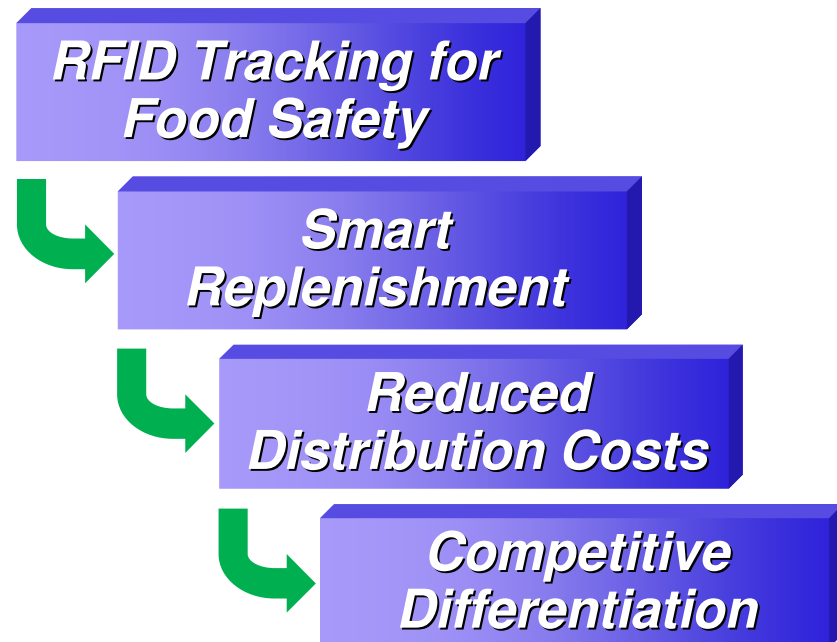 RFID Tracking for
Food Safety
Smart
Replenishment
Reduced
Distribution Costs
Competitive
Differentiation